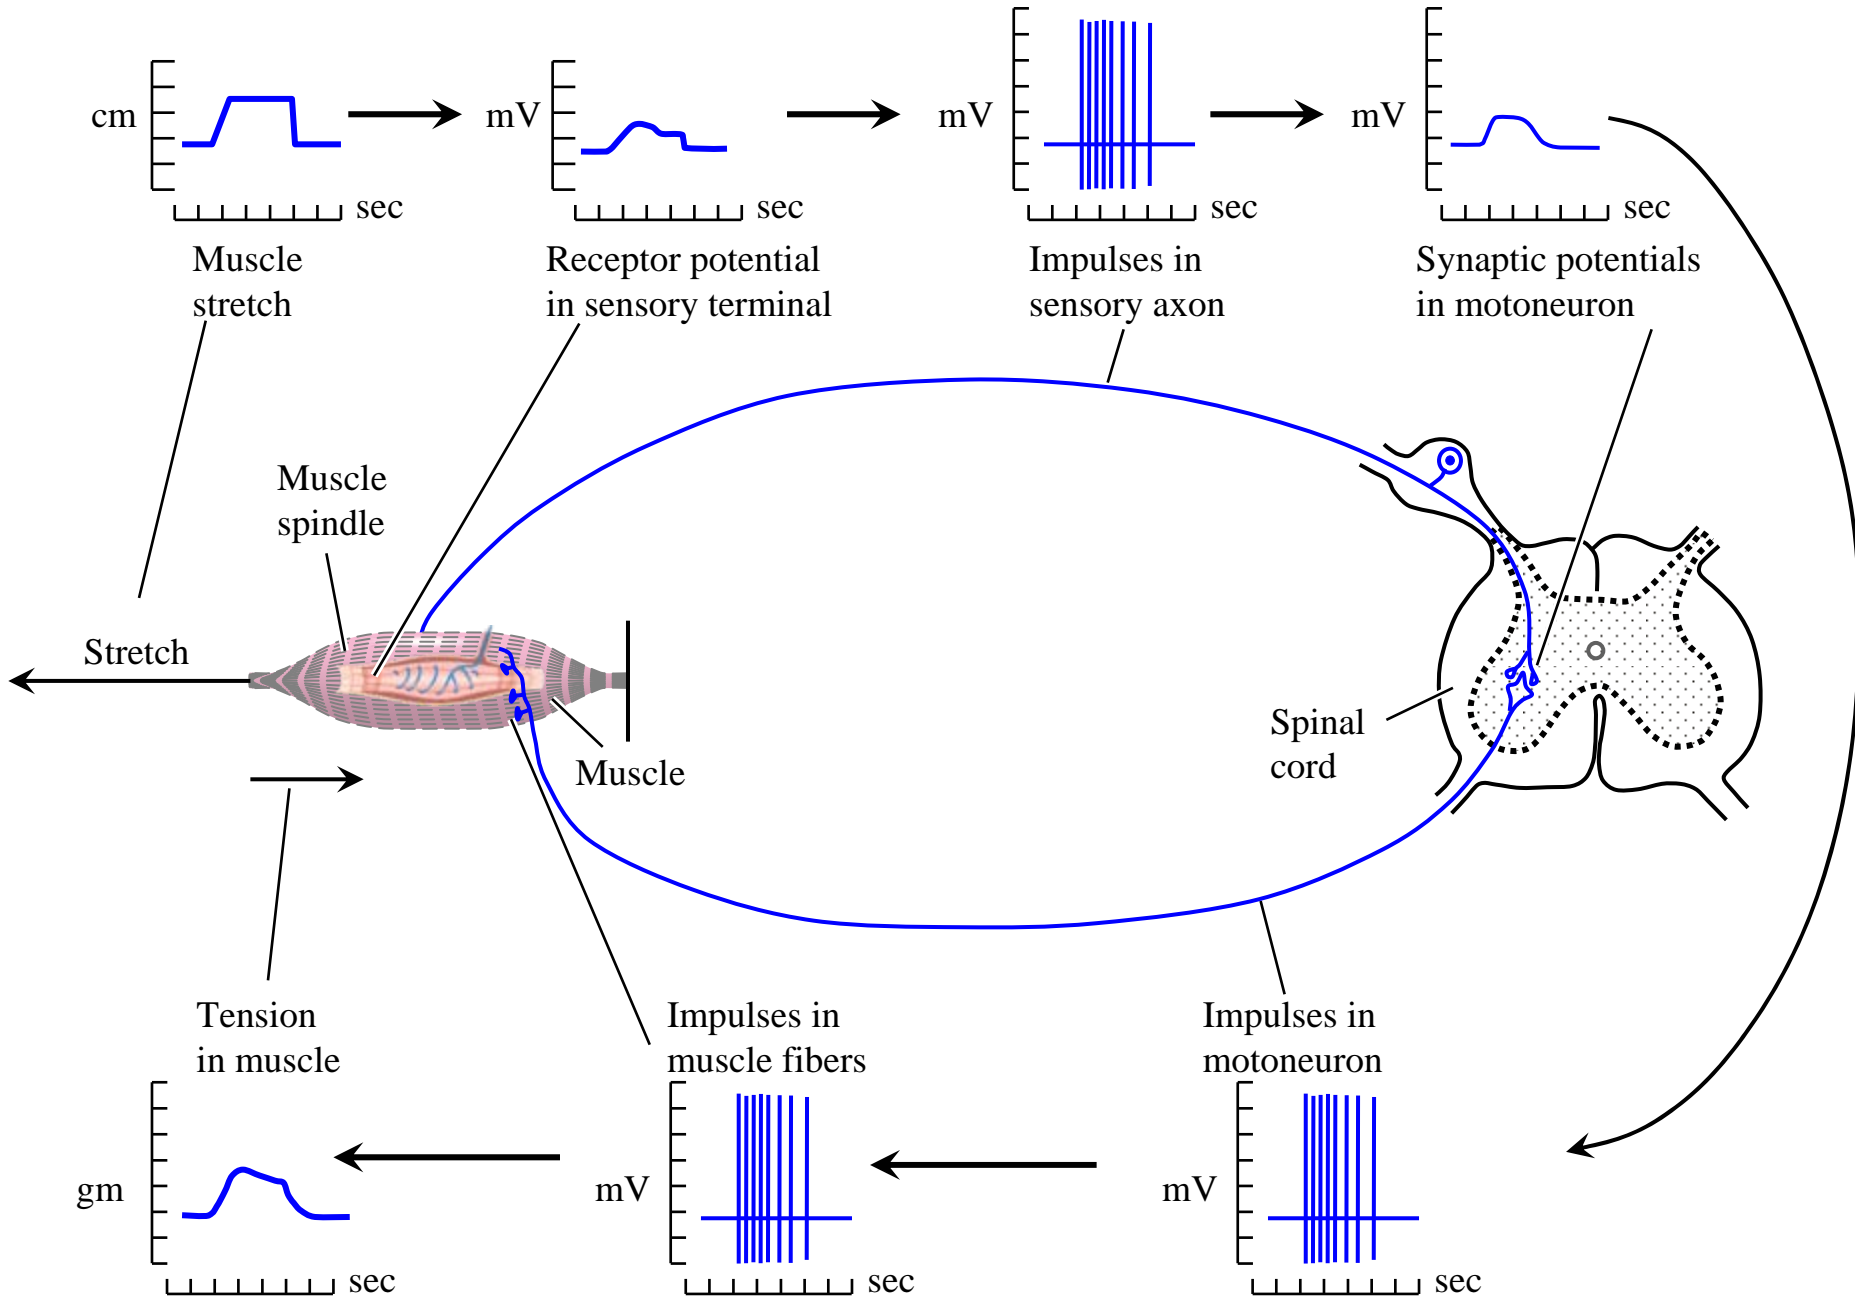 cm
sec
Muscle
stretch
mV
sec
Receptor potential
in sensory terminal
mV
sec
Impulses in
sensory axon
mV
sec
Synaptic potentials
in motoneuron
Muscle
spindle
Stretch
Muscle
Spinal
cord
Tension
in muscle
gm
sec
Impulses in
muscle fibers
mV
sec
Impulses in
motoneuron
mV
sec